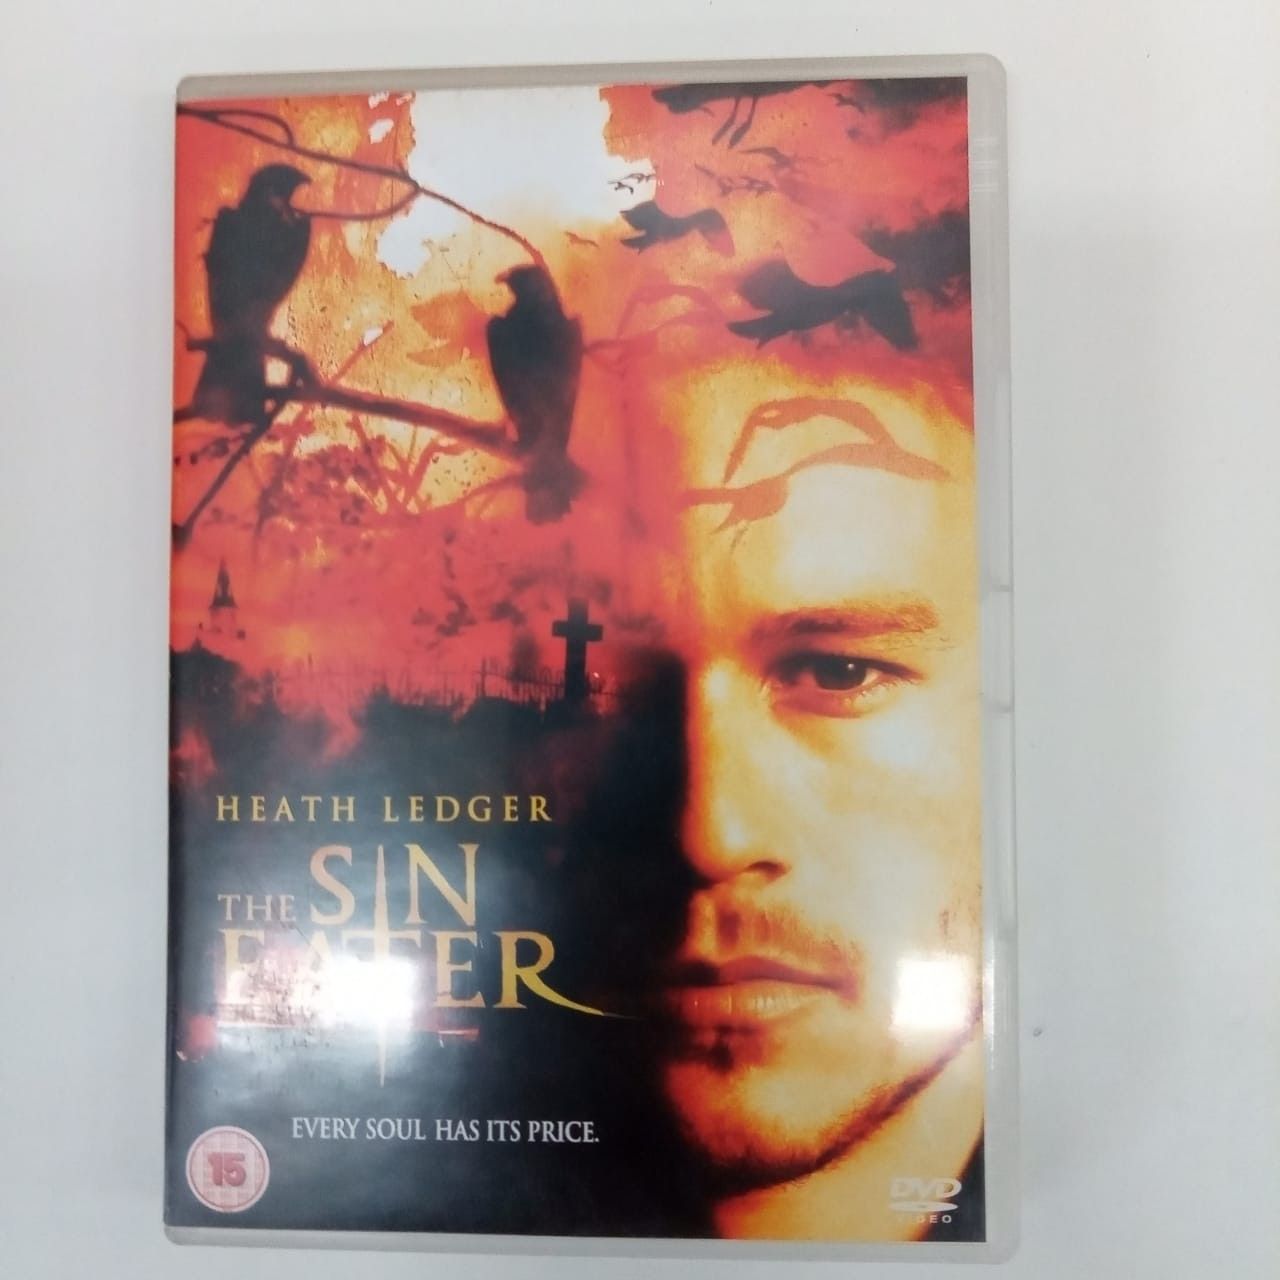 HEATH LEDGER
THE SIN
EATER
EVERY SOUL HAS ITS PRICE.
15
DVD
VIDEO